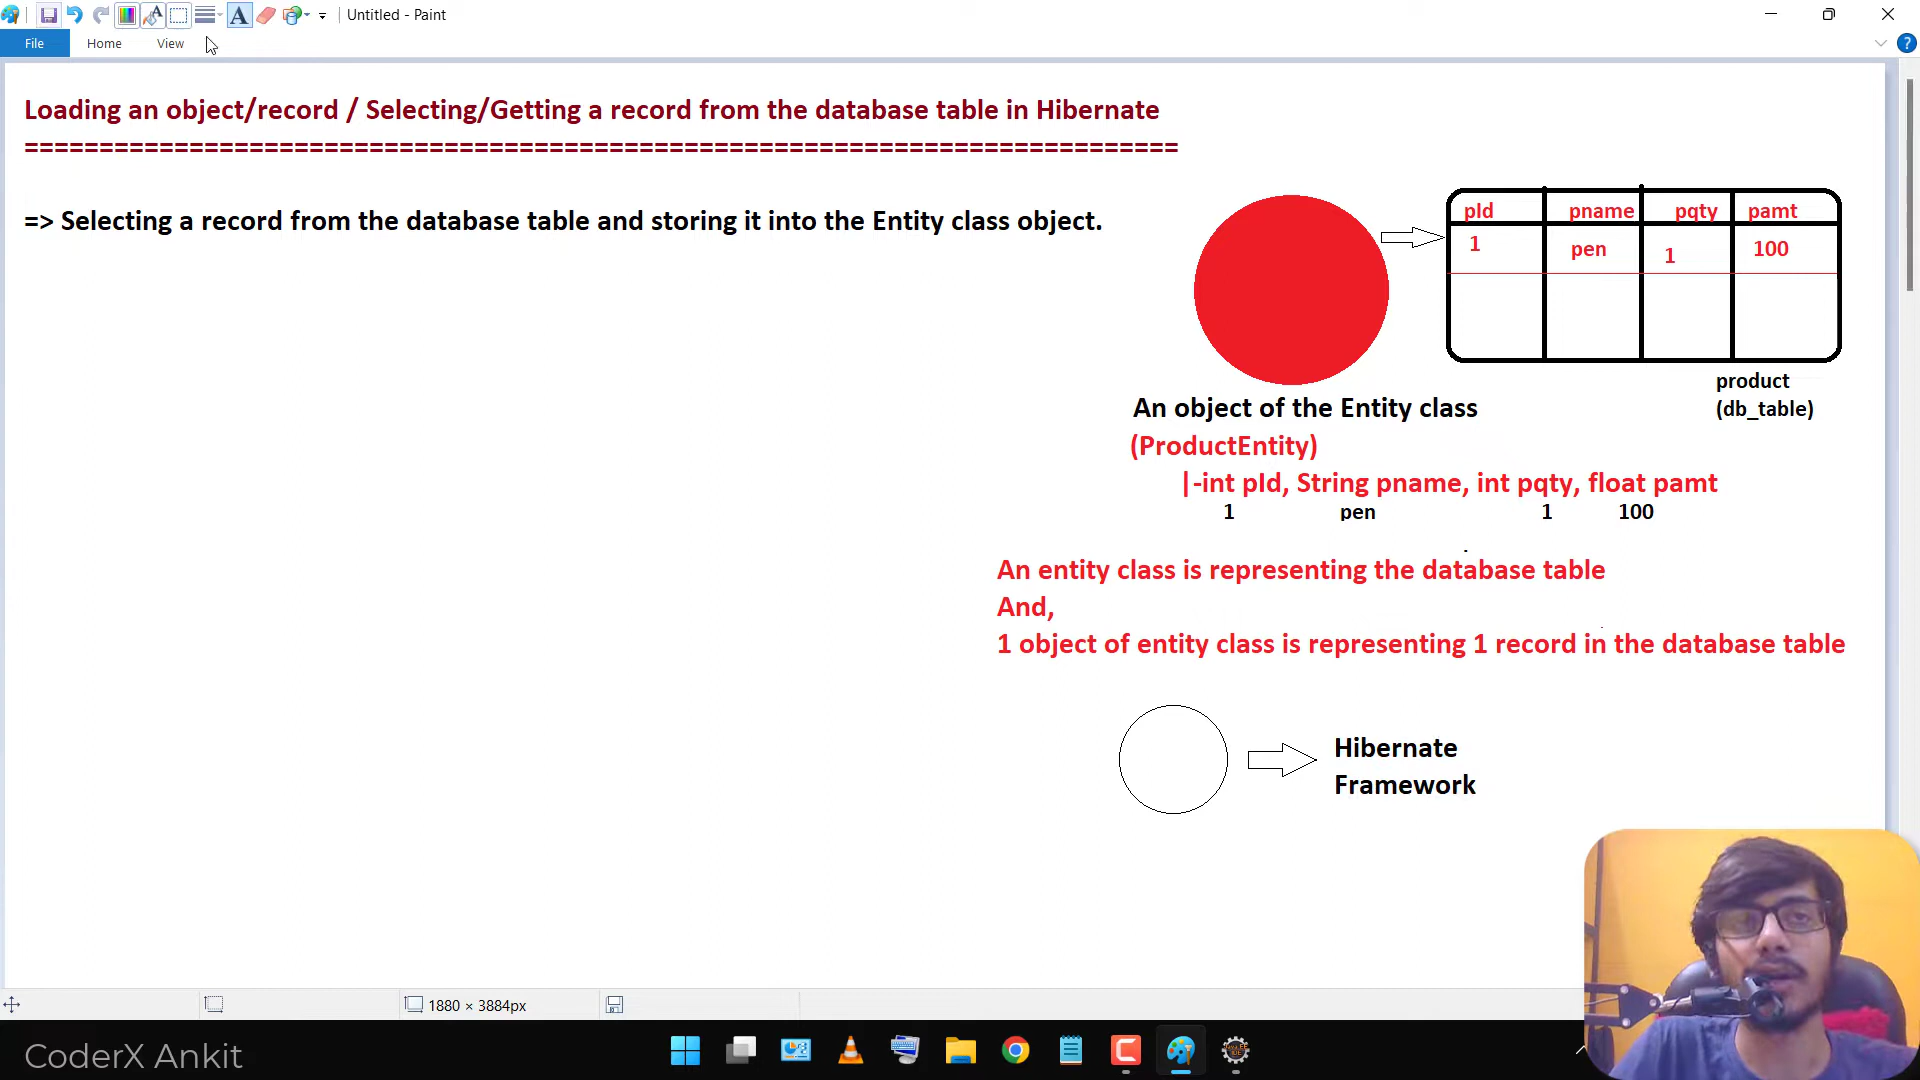 Untitled - Paint
File Home View
Loading an object/record / Selecting/Getting a record from the database table in Hibernate
=============================================================================
=> Selecting a record from the database table and storing it into the Entity class object.
pId pname pqty pamt
1 pen 1 100
product
(db_table)
An object of the Entity class
(ProductEntity)
|-int pId, String pname, int pqty, float pamt
1 pen 1 100
An entity class is representing the database table
And,
1 object of entity class is representing 1 record in the database table
Hibernate
Framework
1880 × 3884px
CoderX Ankit